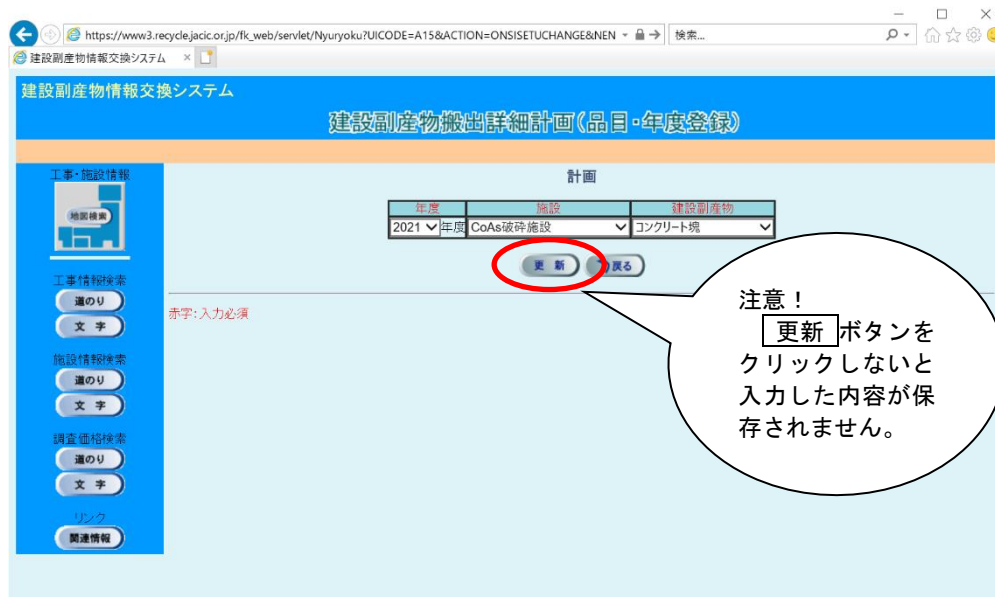 https://www3.recycle.jacic.or.jp/fk_web/servlet/Nyuryoku?UICODE=A15&ACTION=ONSISETUCHANGE&NEN
検索...
建設副産物情報交換システム
建設副産物情報交換システム
建設副産物搬出詳細計画(品目・年度登録)
工事・施設情報
地図検索
工事情報検索
道のり
文 字
施設情報検索
道のり
文 字
調査価格検索
道のり
文 字
リンク
関連情報
計画
年度 施設 建設副産物
2021 年度 CoAs破砕施設 コンクリート塊
更 新 戻る
赤字:入力必須
注意!
更新 ボタンを
クリックしないと
入力した内容が保
存されません。